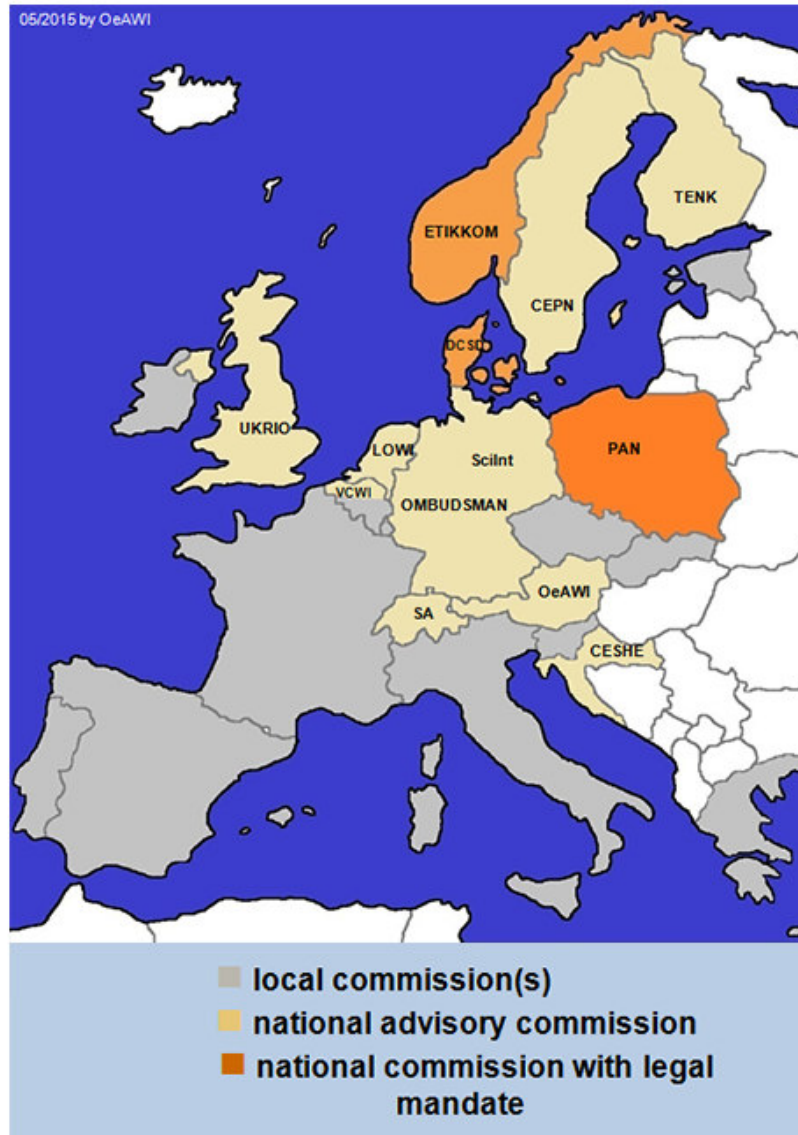 05/2015 by OeAWI
TENK
ETIKKOM
CEPN
DCSD
UKRIO
LOWI
SciInt
PAN
VCWI
OMBUDSMAN
OeAWI
SA
CESHE
local commission(s)
national advisory commission
national commission with legal
mandate